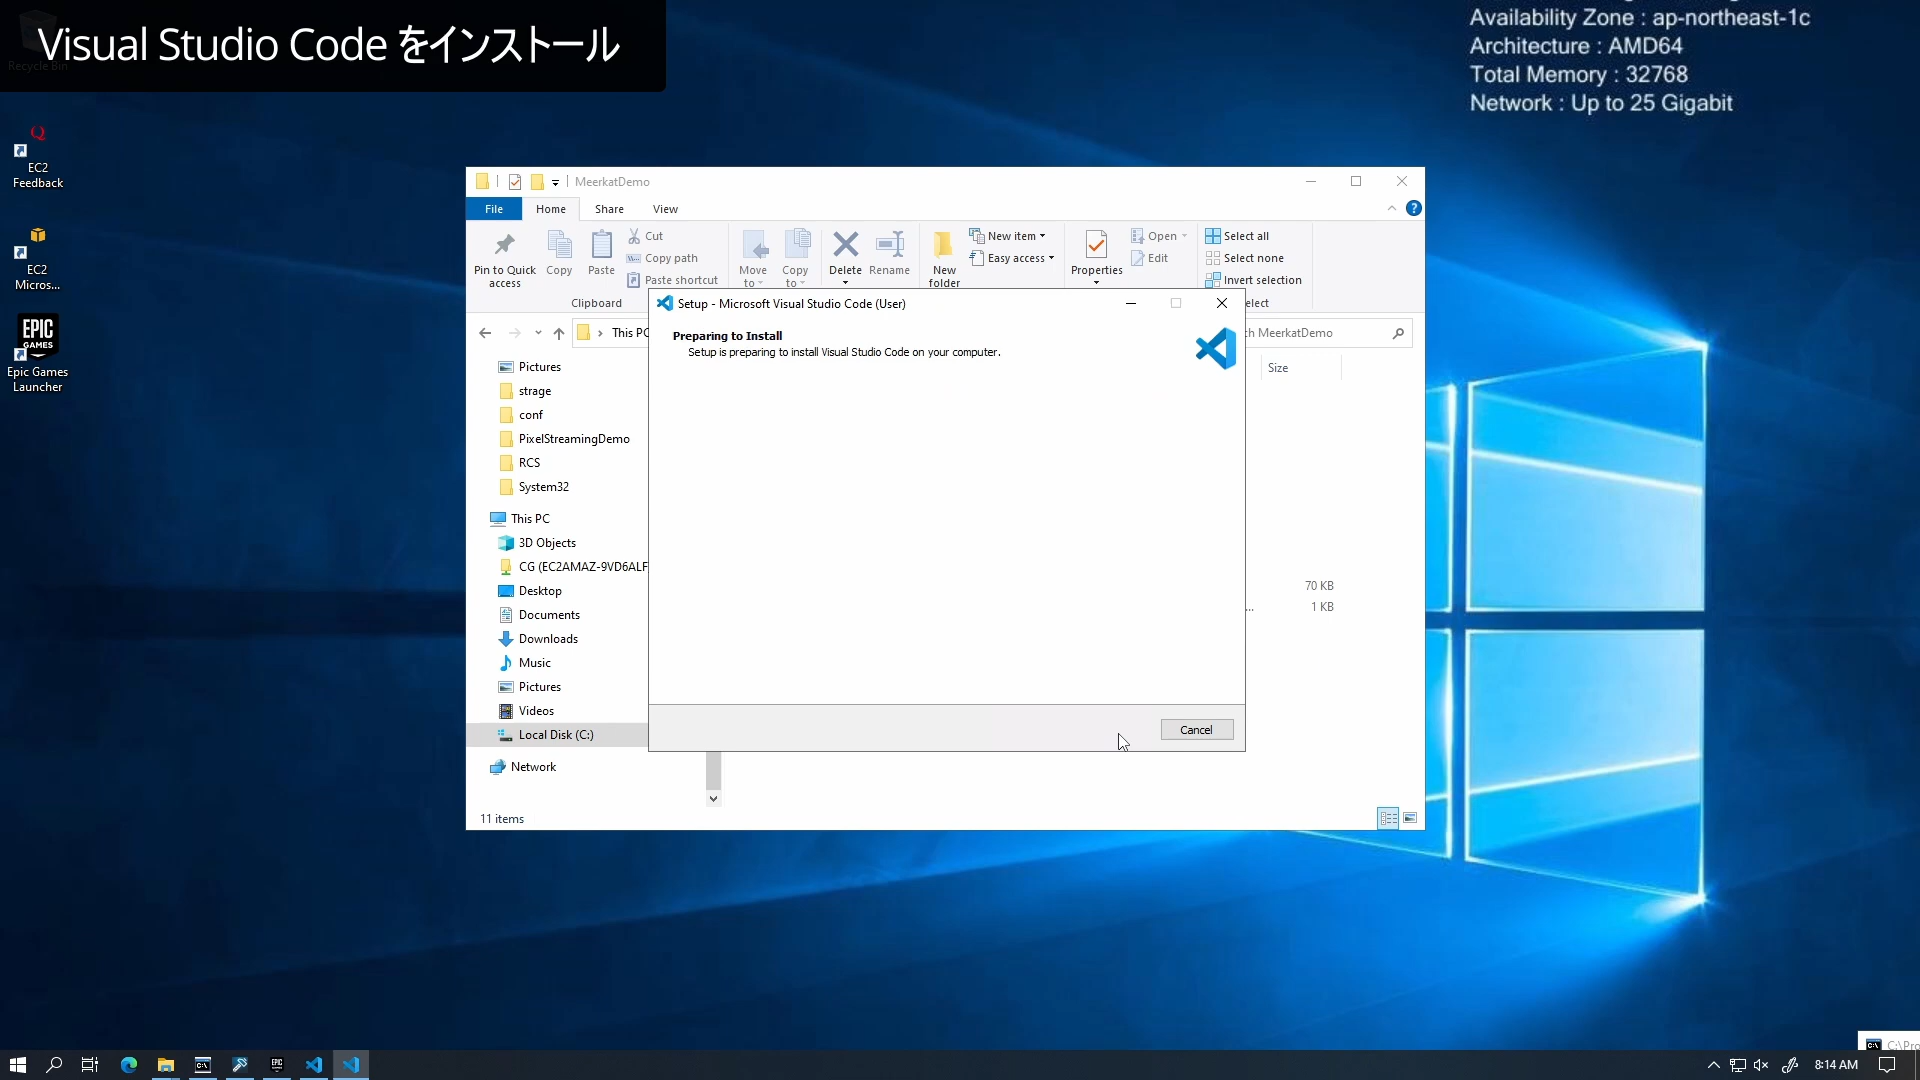 Visual Studio Code をインストール
Recycle Bin
Availability Zone : ap-northeast-1c
Architecture : AMD64
Total Memory : 32768
Network : Up to 25 Gigabit
EC2
Feedback
EC2
Micros...
EPIC
GAMES
Epic Games
Launcher
MeerkatDemo
File
Home
Share
View
Pin to Quick
access
Copy
Paste
Cut
Copy path
Paste shortcut
Clipboard
Move
to
Copy
to
Delete
Rename
New
folder
New item
Easy access
Properties
Open
Edit
Select all
Select none
Invert selection
elect
This PC
ch MeerkatDemo
Pictures
strage
conf
PixelStreamingDemo
RCS
System32
This PC
3D Objects
CG (EC2AMAZ-9VD6ALF
Desktop
Documents
Downloads
Music
Pictures
Videos
Local Disk (C:)
Network
Size
70 KB
... 1 KB
11 items
Setup - Microsoft Visual Studio Code (User)
Preparing to Install
Setup is preparing to install Visual Studio Code on your computer.
Cancel
C:\Pro
8:14 AM